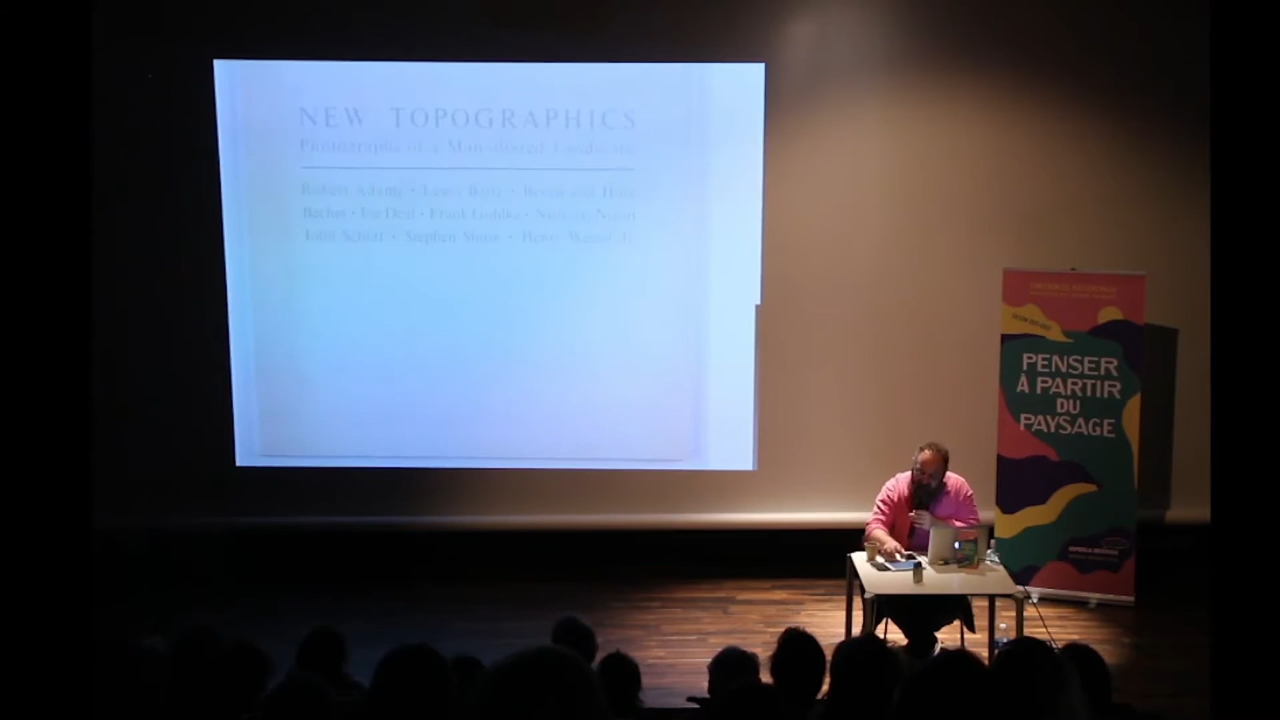 NEW TOPOGRAPHICS
Photographs of a Man-altered Landscape
Robert Adams • Lewis Baltz • Bernd and Hilla
Becher • Joe Deal • Frank Gohlke • Nicholas Nixon
John Schott • Stephen Shore • Henry Wessel, Jr.
PENSER
À PARTIR
DU
PAYSAGE